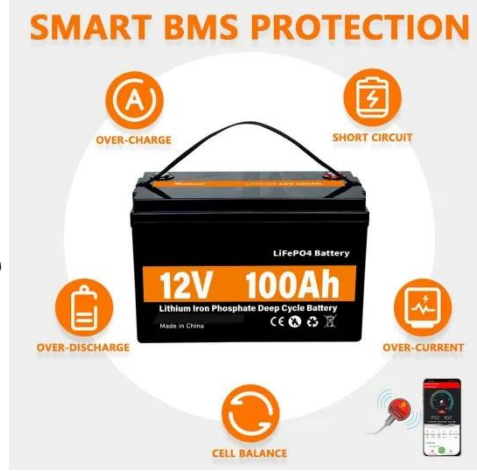 SMART BMS PROTECTION
OVER-CHARGE
SHORT CIRCUIT
LiFePO4 Battery
12V 100Ah
Lithium Iron Phosphate Deep Cycle Battery
Made in China
CE
OVER-DISCHARGE
OVER-CURRENT
CELL BALANCE